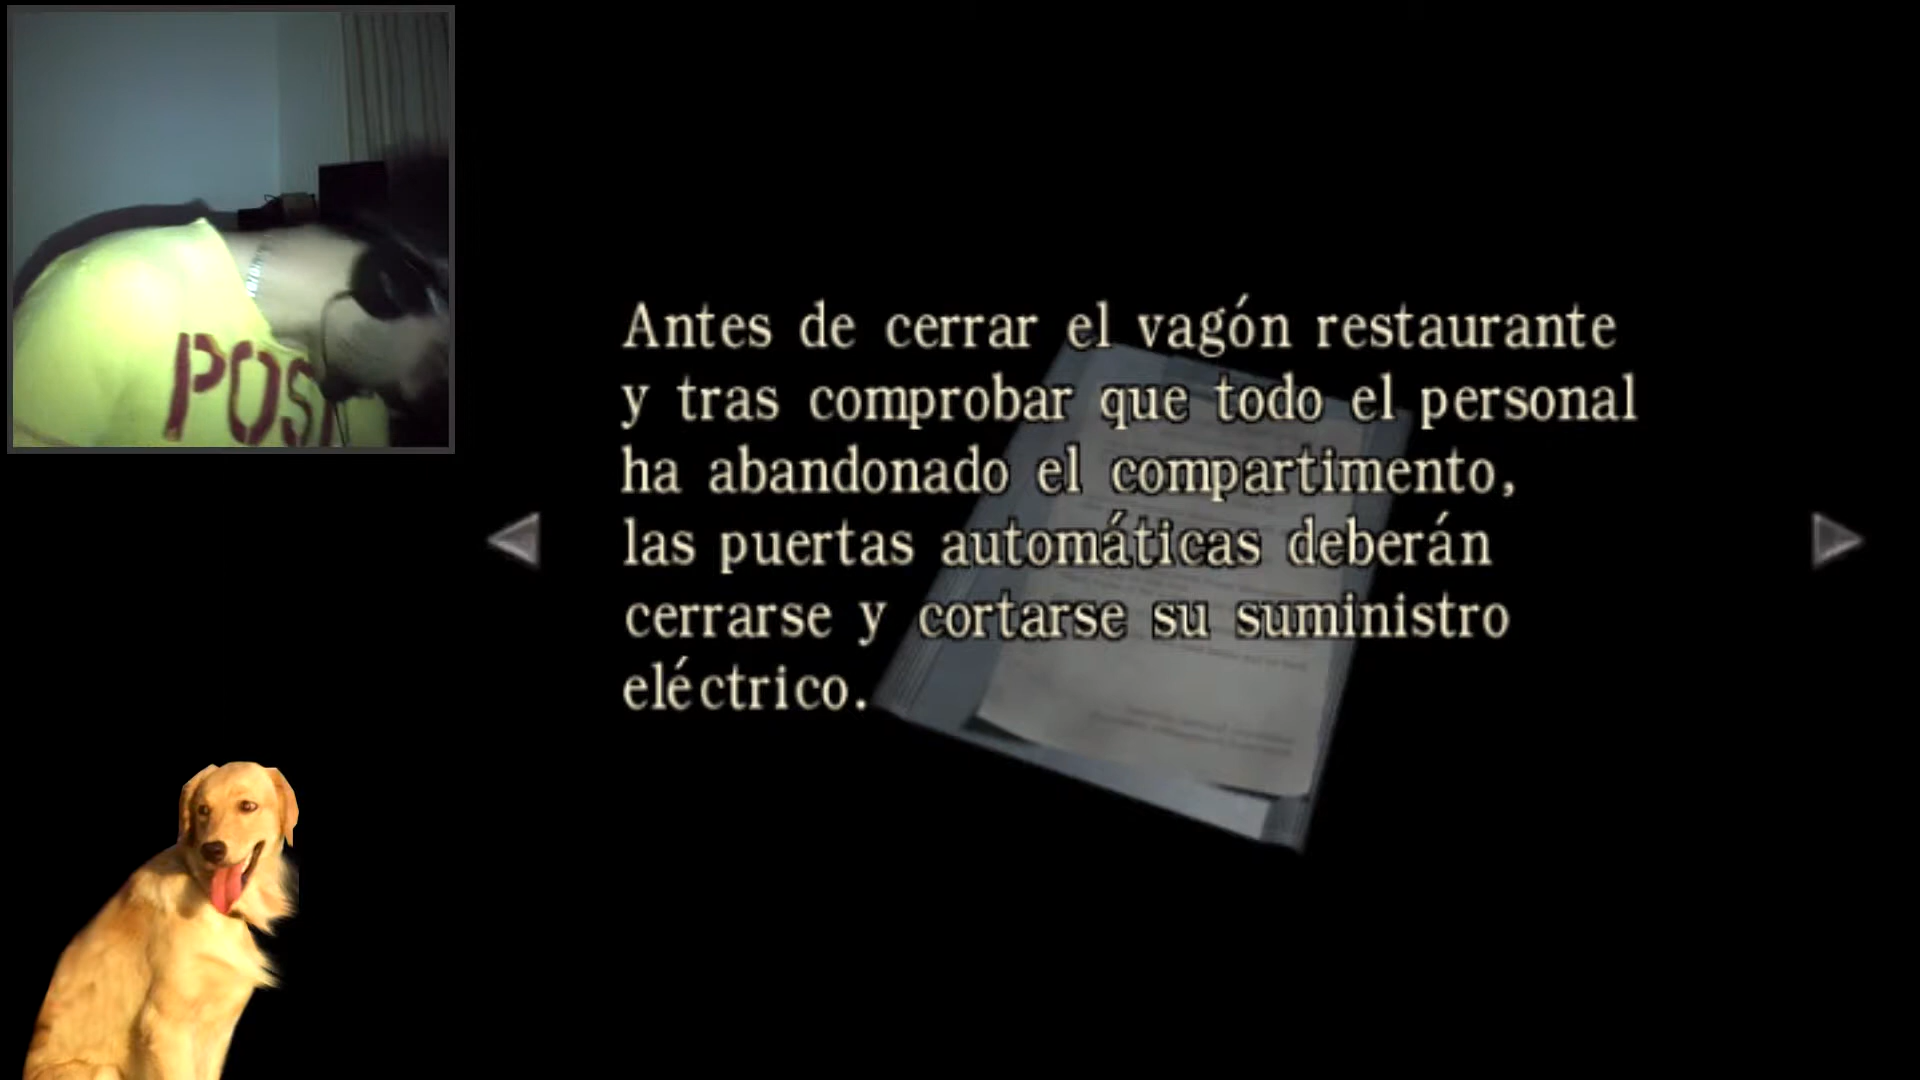 Antes de cerrar el vagón restaurante
y tras comprobar que todo el personal
ha abandonado el compartimento,
las puertas automáticas deberán
cerrarse y cortarse su suministro
eléctrico.
POS